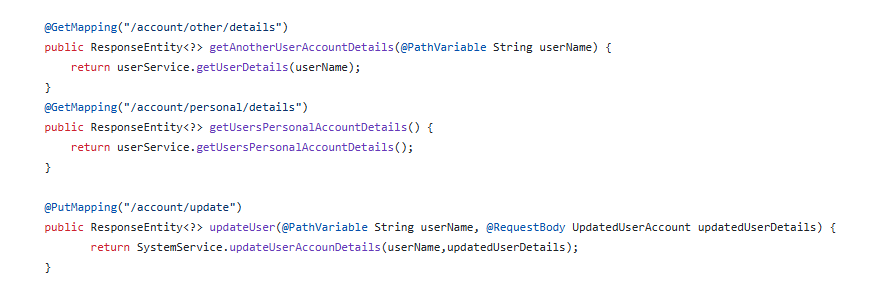 @GetMapping("/account/other/details")
public ResponseEntity<?> getAnotherUserAccountDetails(@PathVariable String userName) {
    return userService.getUserDetails(userName);
}
@GetMapping("/account/personal/details")
public ResponseEntity<?> getUsersPersonalAccountDetails() {
    return userService.getUsersPersonalAccountDetails();
}
@PutMapping("/account/update")
public ResponseEntity<?> updateUser(@PathVariable String userName, @RequestBody UpdatedUserAccount updatedUserDetails) {
       return SystemService.updateUserAccounDetails(userName,updatedUserDetails);
}